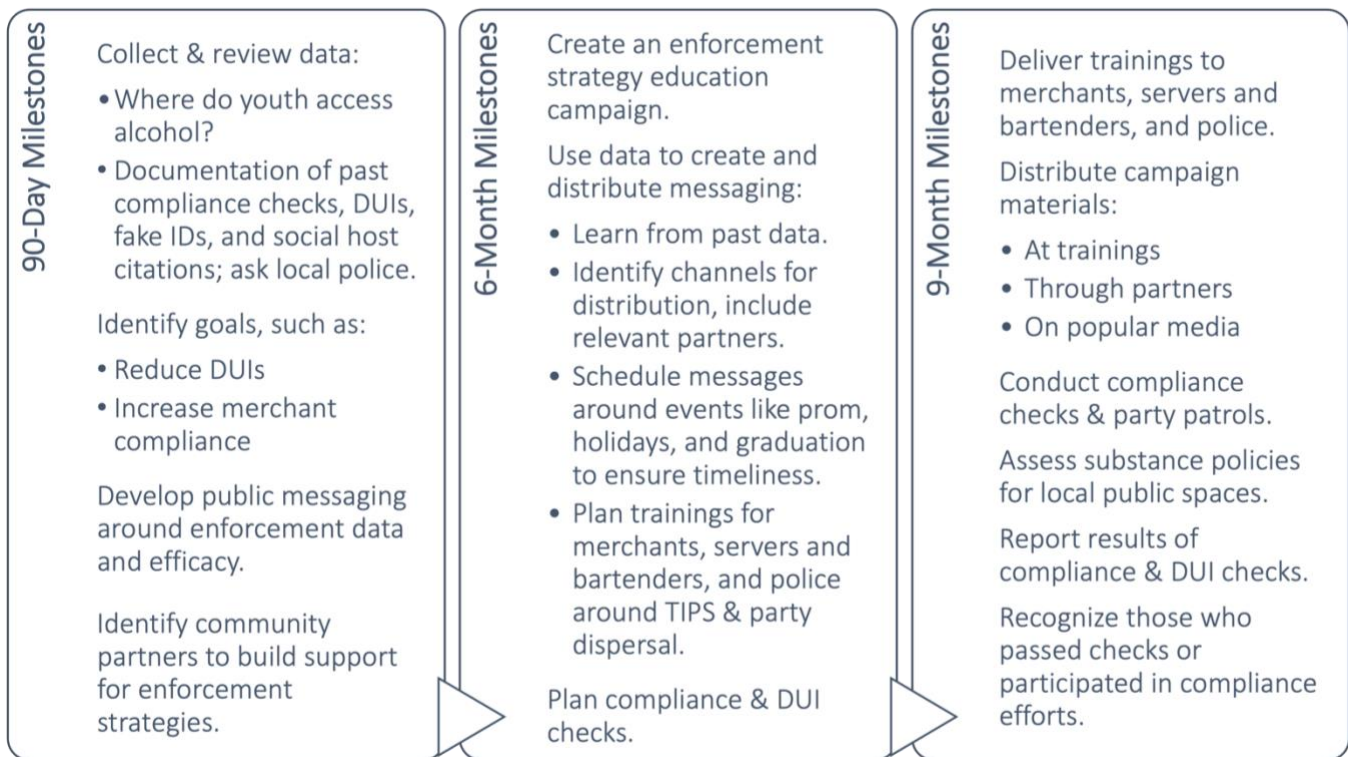 90-Day Milestones
Collect & review data:
• Where do youth access
alcohol?
• Documentation of past
compliance checks, DUIs,
fake IDs, and social host
citations; ask local police.
Identify goals, such as:
• Reduce DUIs
• Increase merchant
compliance
Develop public messaging
around enforcement data
and efficacy.
Identify community
partners to build support
for enforcement
strategies.
6-Month Milestones
Create an enforcement
strategy education
campaign.
Use data to create and
distribute messaging:
• Learn from past data.
• Identify channels for
distribution, include
relevant partners.
• Schedule messages
around events like prom,
holidays, and graduation
to ensure timeliness.
• Plan trainings for
merchants, servers and
bartenders, and police
around TIPS & party
dispersal.
Plan compliance & DUI
checks.
9-Month Milestones
Deliver trainings to
merchants, servers and
bartenders, and police.
Distribute campaign
materials:
• At trainings
• Through partners
• On popular media
Conduct compliance
checks & party patrols.
Assess substance policies
for local public spaces.
Report results of
compliance & DUI checks.
Recognize those who
passed checks or
participated in compliance
efforts.